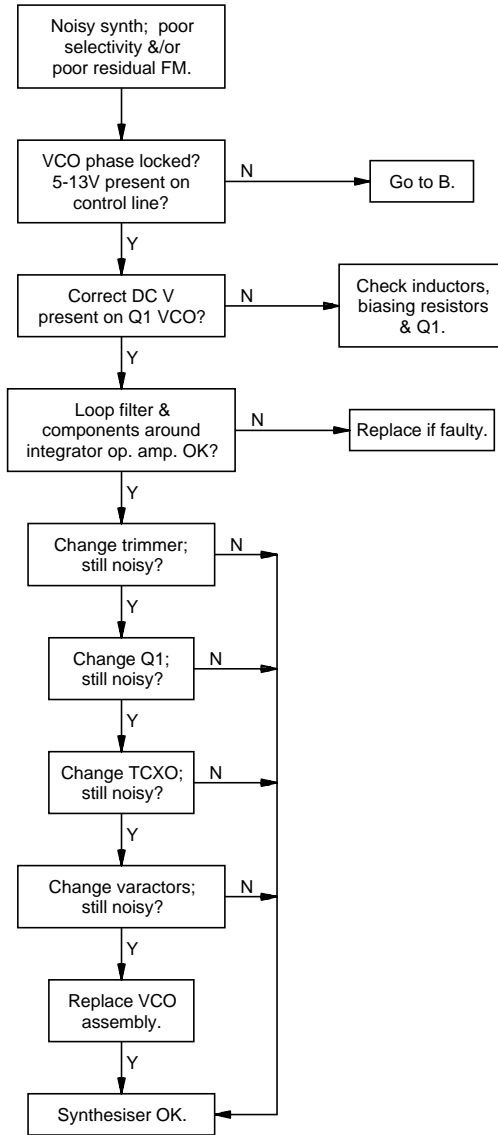 Noisy synth;  poor
selectivity &/or
poor residual FM.
VCO phase locked?
5-13V present on
control line?
N
Go to B.
Y
Correct DC V
present on Q1 VCO?
N
Check inductors,
biasing resistors
& Q1.
Y
Loop filter &
components around
integrator op. amp. OK?
N
Replace if faulty.
Y
Change trimmer;
still noisy?
N
Y
Change Q1;
still noisy?
N
Y
Change TCXO;
still noisy?
N
Y
Change varactors;
still noisy?
N
Y
Replace VCO
assembly.
Y
Synthesiser OK.